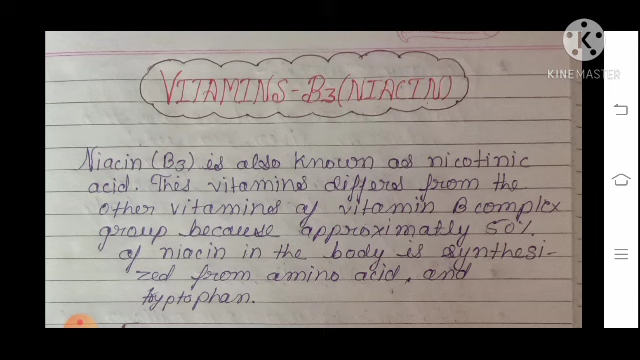 KINEMASTER
VITAMINS-B3(NIACIN)
Niacin (B3) is also known as nicotinic
acid. This vitamins differs from the
other vitamins of vitamin B complex
group because approximatly 50%
of niacin in the body is synthesi-
zed from amino acid, and
tryptophan.